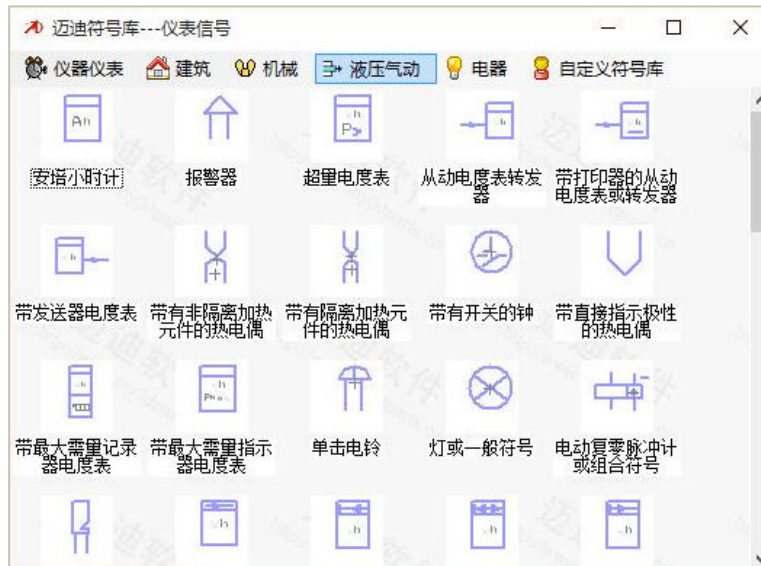 迈迪符号库---仪表信号
仪器仪表 建筑 机械 液压气动 电器 自定义符号库
Ah
安培小时计 报警器 超量电度表 从动电度表转发
器 带打印器的从动
电度表或转发器
带发送器电度表 带有非隔离加热
元件的热电偶 带有隔离加热元
件的热电偶 带有开关的钟 带直接指示极性
的热电偶
带最大需量记录
器电度表 带最大需量指示
器电度表 单击电铃 灯或一般符号 电动复零脉冲计
或组合符号